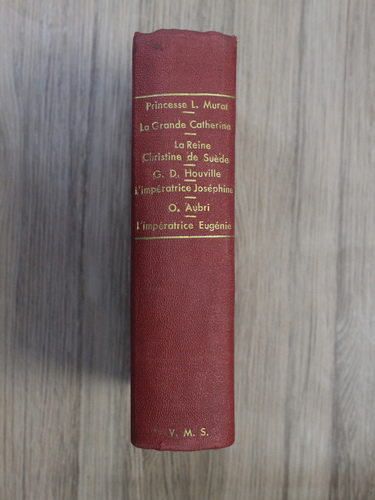 Princesse L. Murat
La Grande Catherine
La Reine
Christine de Suède
G. D. Houville
L'impératrice Joséphine
O. Aubri
L'impératrice Eugénie
V. M. S.